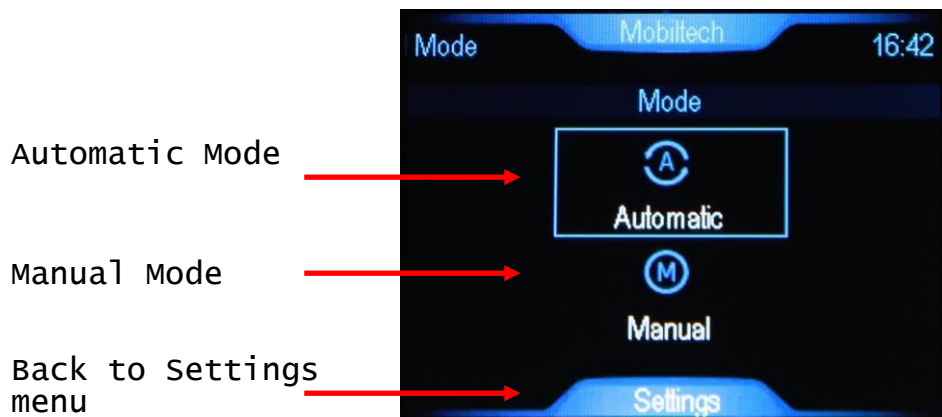 Mobiltech
Mode 16:42
Mode
Automatic Mode
A
Automatic
Manual Mode
M
Manual
Back to Settings
menu
Settings